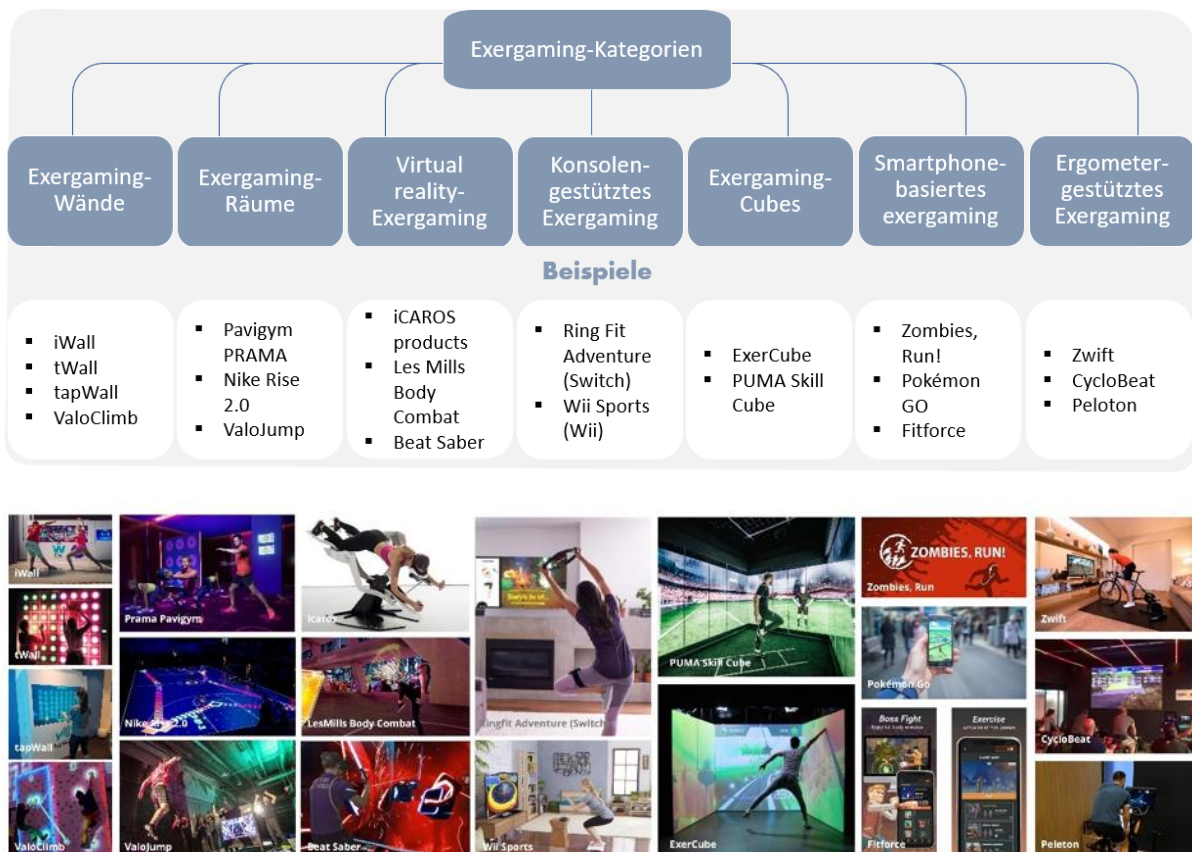 Exergaming-Kategorien
Exergaming-
Wände
Exergaming-
Räume
Virtual
reality-
Exergaming
Konsolen-
gestütztes
Exergaming
Exergaming-
Cubes
Smartphone-
basiertes
exergaming
Ergometer-
gestütztes
Exergaming
Beispiele
▪ iWall
▪ tWall
▪ tapWall
▪ ValoClimb
▪ Pavigym
PRAMA
▪ Nike Rise
2.0
▪ ValoJump
▪ iCAROS
products
▪ Les Mills
Body
Combat
▪ Beat Saber
▪ Ring Fit
Adventure
(Switch)
▪ Wii Sports
(Wii)
▪ ExerCube
▪ PUMA Skill
Cube
▪ Zombies,
Run!
▪ Pokémon
GO
▪ Fitforce
▪ Zwift
▪ CycloBeat
▪ Peloton
iWall
tWall
tapWall
ValoClimb
Prama Pavigym
Nike Rise 2.0
ValoJump
Icaros
LesMills Body Combat
Beat Saber
Ringfit Adventure (Switch)
Wii Sports
PUMA Skill Cube
ExerCube
ZOMBIES, RUN!
Zombies, Run
Pokémon Go
Boss Fight
Exercise
Fitforce
Zwift
CycloBeat
Peleton